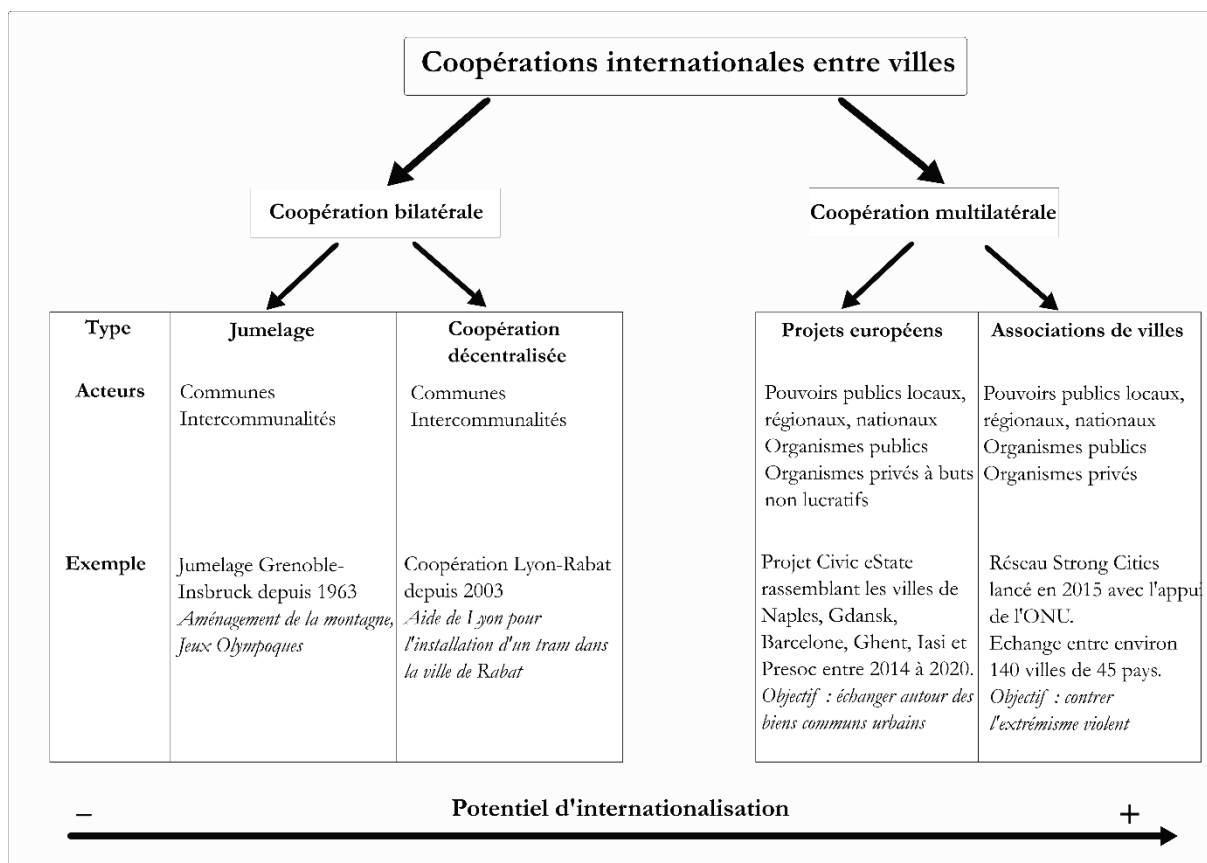 Coopérations internationales entre villes
Coopération bilatérale
Coopération multilatérale
Type
Jumelage
Coopération
décentralisée
Acteurs
Communes
Intercommunalités
Communes
Intercommunalités
Exemple
Jumelage Grenoble-
Insbruck depuis 1963
Aménagement de la montagne,
Jeux Olympoques
Coopération Lyon-Rabat
depuis 2003
Aide de Lyon pour
l'installation d'un tram dans
la ville de Rabat
Projets européens
Associations de villes
Pouvoirs publics locaux,
régionaux, nationaux
Organismes publics
Organismes privés à buts
non lucratifs
Pouvoirs publics locaux,
régionaux, nationaux
Organismes publics
Organismes privés
Projet Civic eState
rassemblant les villes de
Naples, Gdansk,
Barcelone, Ghent, Iasi et
Presoc entre 2014 à 2020.
Objectif : échanger autour des
biens communs urbains
Réseau Strong Cities
lancé en 2015 avec l'appui
de l'ONU.
Echange entre environ
140 villes de 45 pays.
Objectif : contrer
l'extrémisme violent
– Potentiel d'internationalisation +